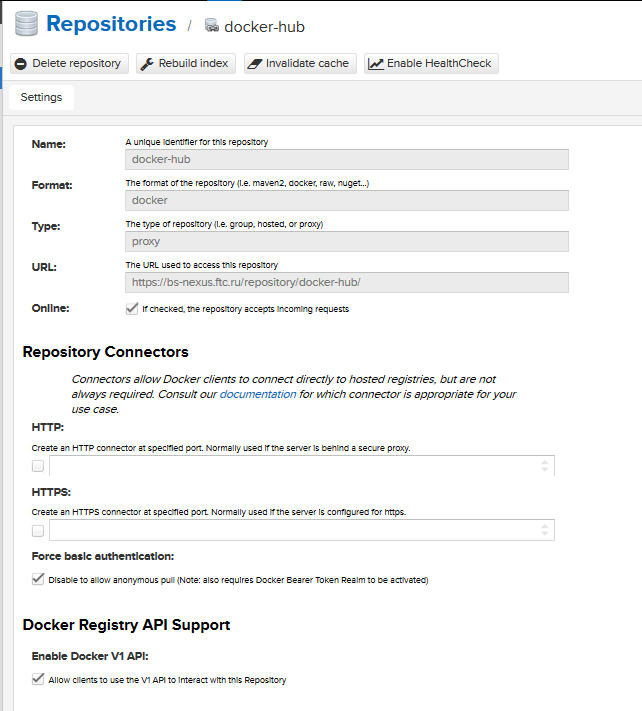 Repositories / docker-hub
Delete repository Rebuild index Invalidate cache Enable HealthCheck
Settings
Name: A unique identifier for this repository
docker-hub
Format: The format of the repository (i.e. maven2, docker, raw, nuget...)
docker
Type: The type of repository (i.e. group, hosted, or proxy)
proxy
URL: The URL used to access this repository
https://bs-nexus.ftc.ru/repository/docker-hub/
Online: If checked, the repository accepts incoming requests
Repository Connectors
Connectors allow Docker clients to connect directly to hosted registries, but are not
always required. Consult our documentation for which connector is appropriate for your
use case.
HTTP:
Create an HTTP connector at specified port. Normally used if the server is behind a secure proxy.
HTTPS:
Create an HTTPS connector at specified port. Normally used if the server is configured for https.
Force basic authentication:
Disable to allow anonymous pull (Note: also requires Docker Bearer Token Realm to be activated)
Docker Registry API Support
Enable Docker V1 API:
Allow clients to use the V1 API to interact with this Repository